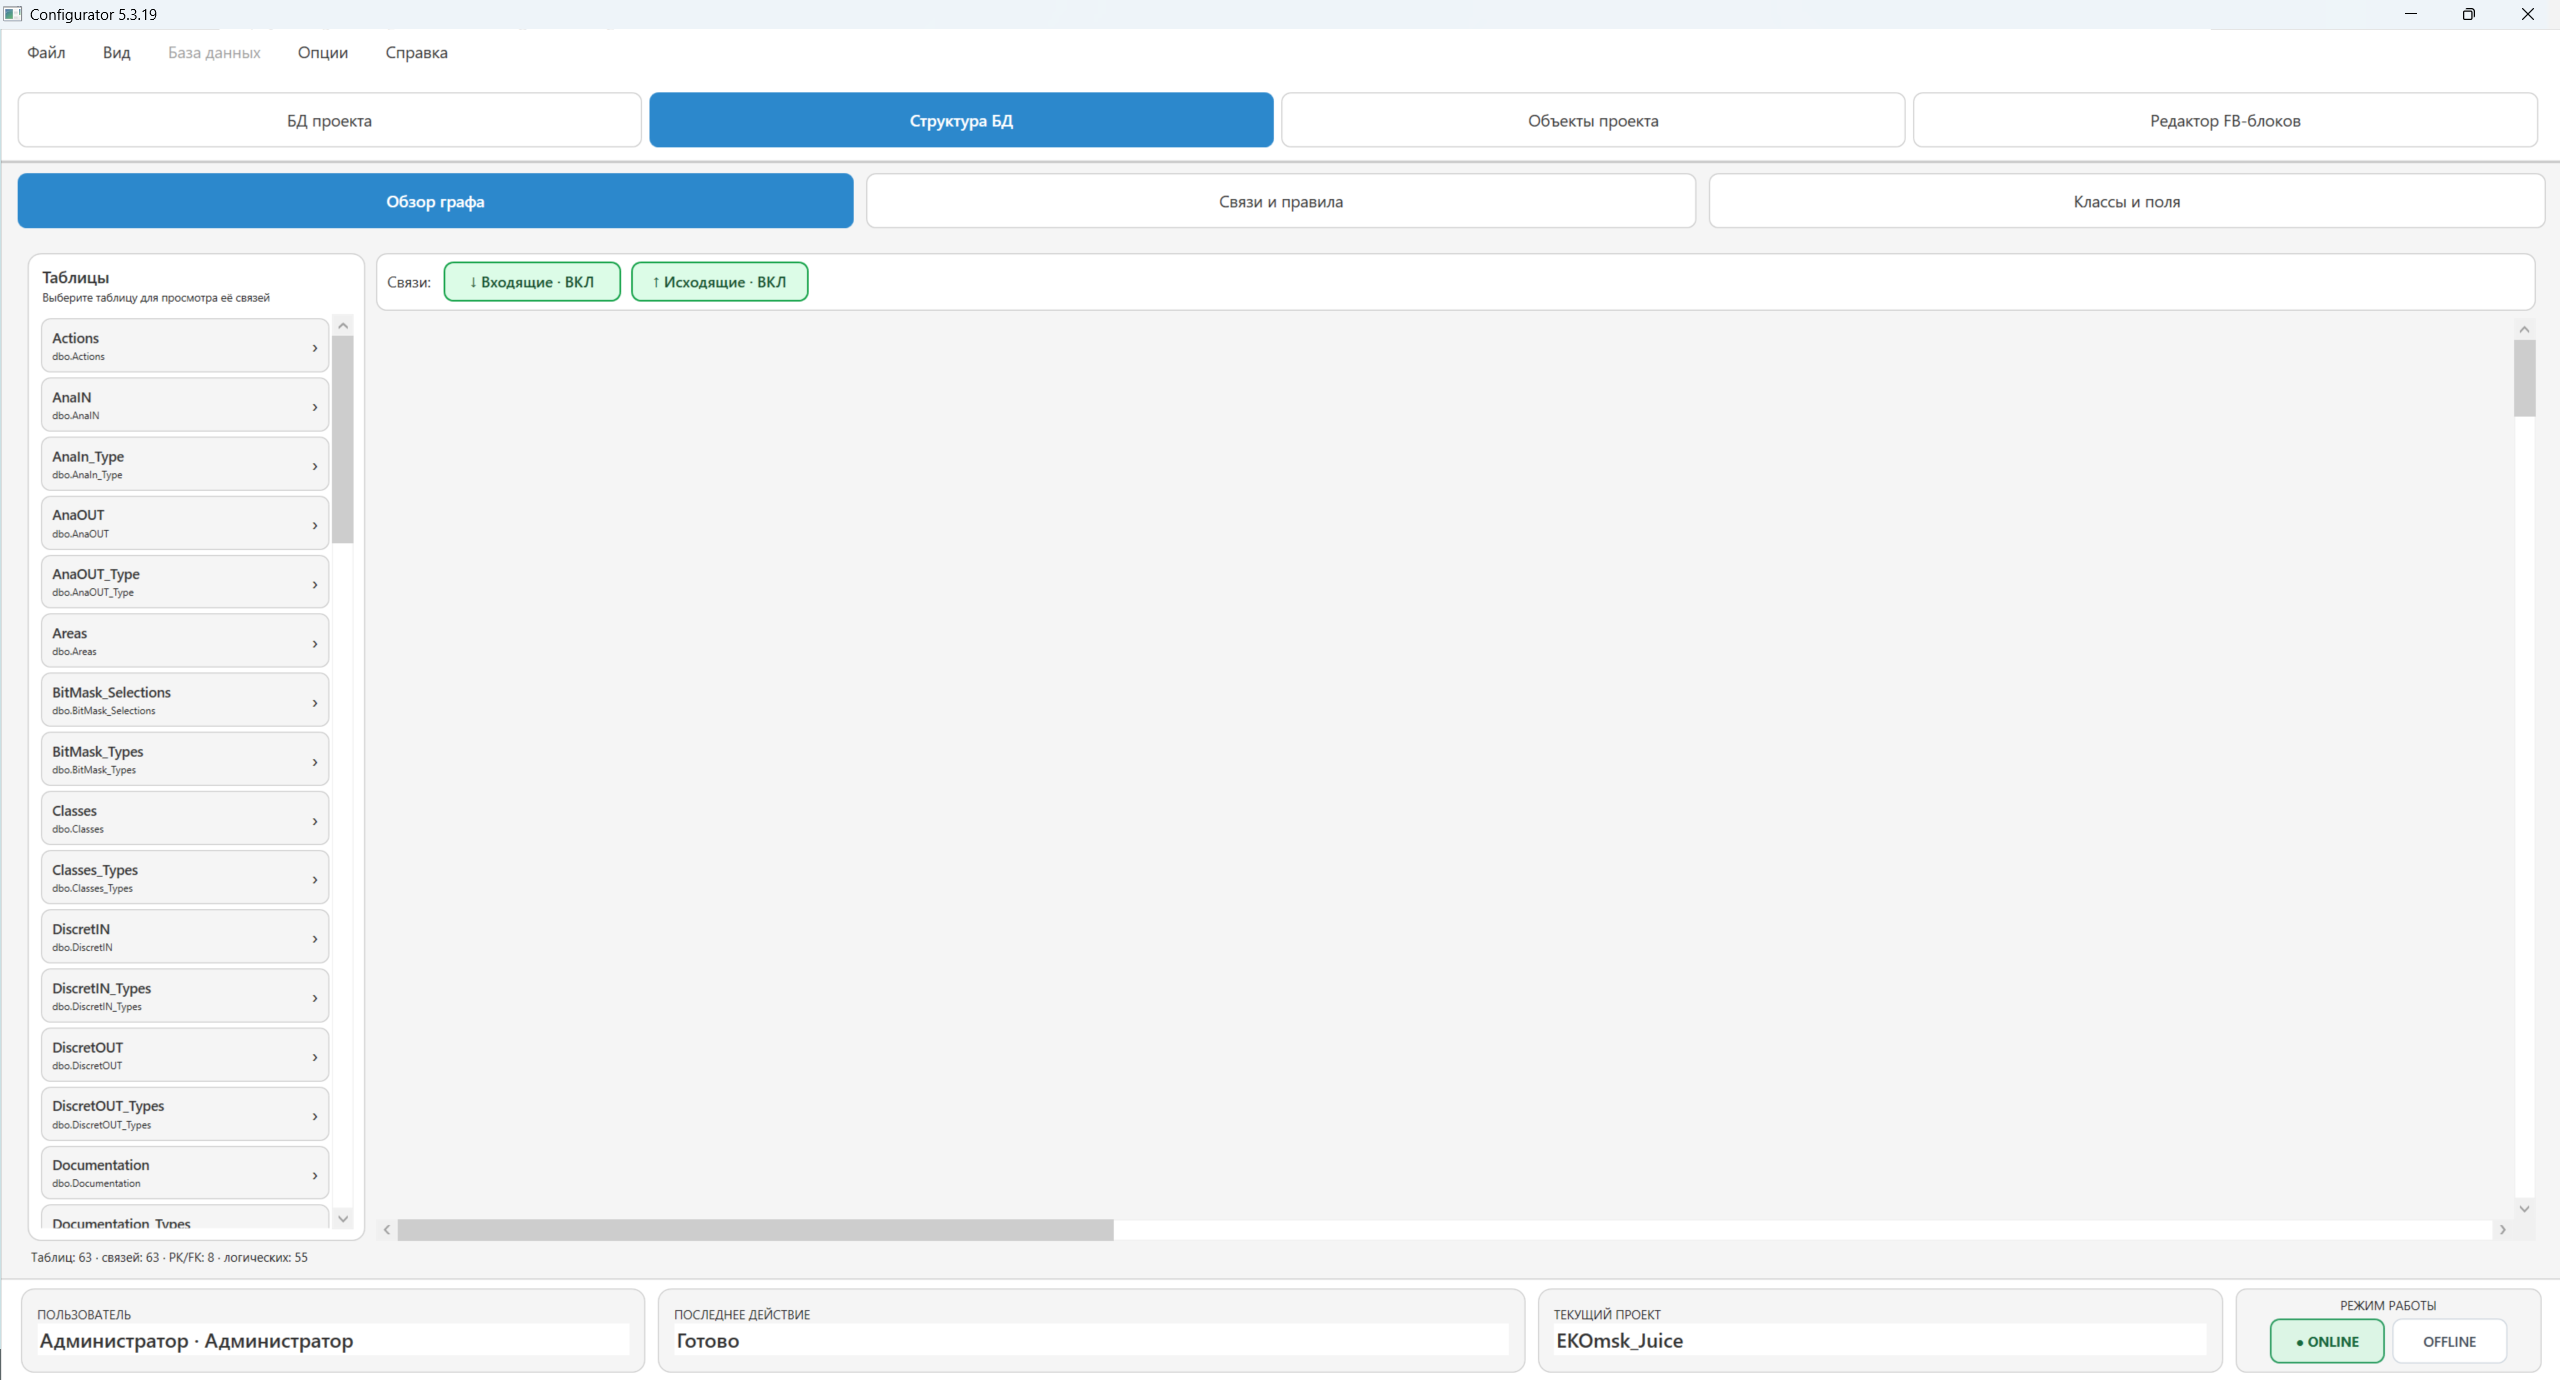 Configurator 5.3.19
Файл Вид База данных Опции Справка
БД проекта Структура БД Объекты проекта Редактор FB-блоков
Обзор графа Связи и правила Классы и поля
Таблицы
Выберите таблицу для просмотра её связей
Связи: ↓ Входящие · ВКЛ ↑ Исходящие · ВКЛ
Actions
dbo.Actions
AnaIN
dbo.AnaIN
AnaIn_Type
dbo.AnaIn_Type
AnaOUT
dbo.AnaOUT
AnaOUT_Type
dbo.AnaOUT_Type
Areas
dbo.Areas
BitMask_Selections
dbo.BitMask_Selections
BitMask_Types
dbo.BitMask_Types
Classes
dbo.Classes
Classes_Types
dbo.Classes_Types
DiscretIN
dbo.DiscretIN
DiscretIN_Types
dbo.DiscretIN_Types
DiscretOUT
dbo.DiscretOUT
DiscretOUT_Types
dbo.DiscretOUT_Types
Documentation
dbo.Documentation
Documentation_Types
Таблиц: 63 · связей: 63 · PK/FK: 8 · логических: 55
ПОЛЬЗОВАТЕЛЬ
Администратор · Администратор
ПОСЛЕДНЕЕ ДЕЙСТВИЕ
Готово
ТЕКУЩИЙ ПРОЕКТ
EKOmsk_Juice
РЕЖИМ РАБОТЫ
● ONLINE OFFLINE